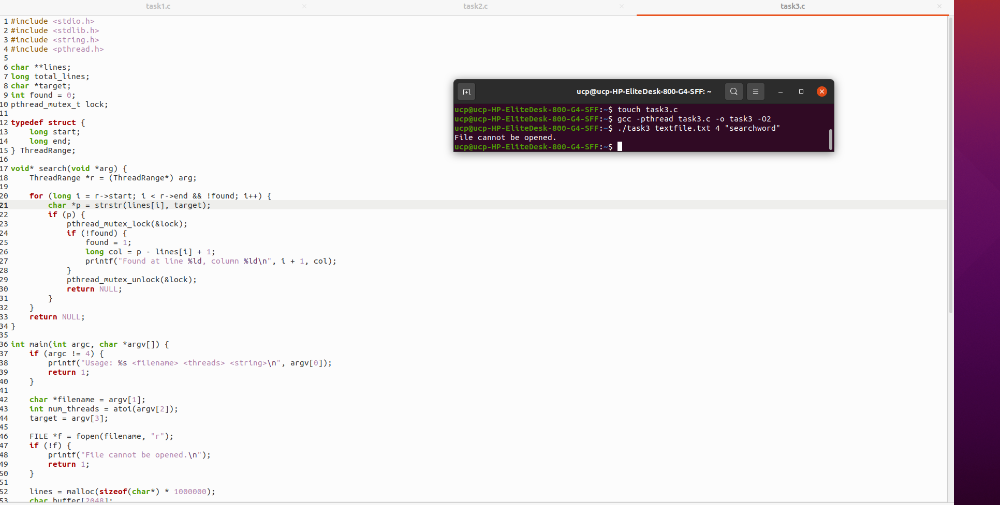 task1.c
task2.c
task3.c
1 #include <stdio.h>
2 #include <stdlib.h>
3 #include <string.h>
4 #include <pthread.h>
5
6 char **lines;
7 long total_lines;
8 char *target;
9 int found = 0;
10 pthread_mutex_t lock;
11
12 typedef struct {
13     long start;
14     long end;
15 } ThreadRange;
16
17 void* search(void *arg) {
18     ThreadRange *r = (ThreadRange*) arg;
19
20     for (long i = r->start; i < r->end && !found; i++) {
21         char *p = strstr(lines[i], target);
22         if (p) {
23             pthread_mutex_lock(&lock);
24             if (!found) {
25                 found = 1;
26                 long col = p - lines[i] + 1;
27                 printf("Found at line %ld, column %ld\n", i + 1, col);
28             }
29             pthread_mutex_unlock(&lock);
30             return NULL;
31         }
32     }
33     return NULL;
34 }
35
36 int main(int argc, char *argv[]) {
37     if (argc != 4) {
38         printf("Usage: %s <filename> <threads> <string>\n", argv[0]);
39         return 1;
40     }
41
42     char *filename = argv[1];
43     int num_threads = atoi(argv[2]);
44     target = argv[3];
45
46     FILE *f = fopen(filename, "r");
47     if (!f) {
48         printf("File cannot be opened.\n");
49         return 1;
50     }
51
52     lines = malloc(sizeof(char*) * 1000000);
53     char buffer[2048];
ucp@ucp-HP-EliteDesk-800-G4-SFF: ~
ucp@ucp-HP-EliteDesk-800-G4-SFF:~$ touch task3.c
ucp@ucp-HP-EliteDesk-800-G4-SFF:~$ gcc -pthread task3.c -o task3 -O2
ucp@ucp-HP-EliteDesk-800-G4-SFF:~$ ./task3 textfile.txt 4 "searchword"
File cannot be opened.
ucp@ucp-HP-EliteDesk-800-G4-SFF:~$